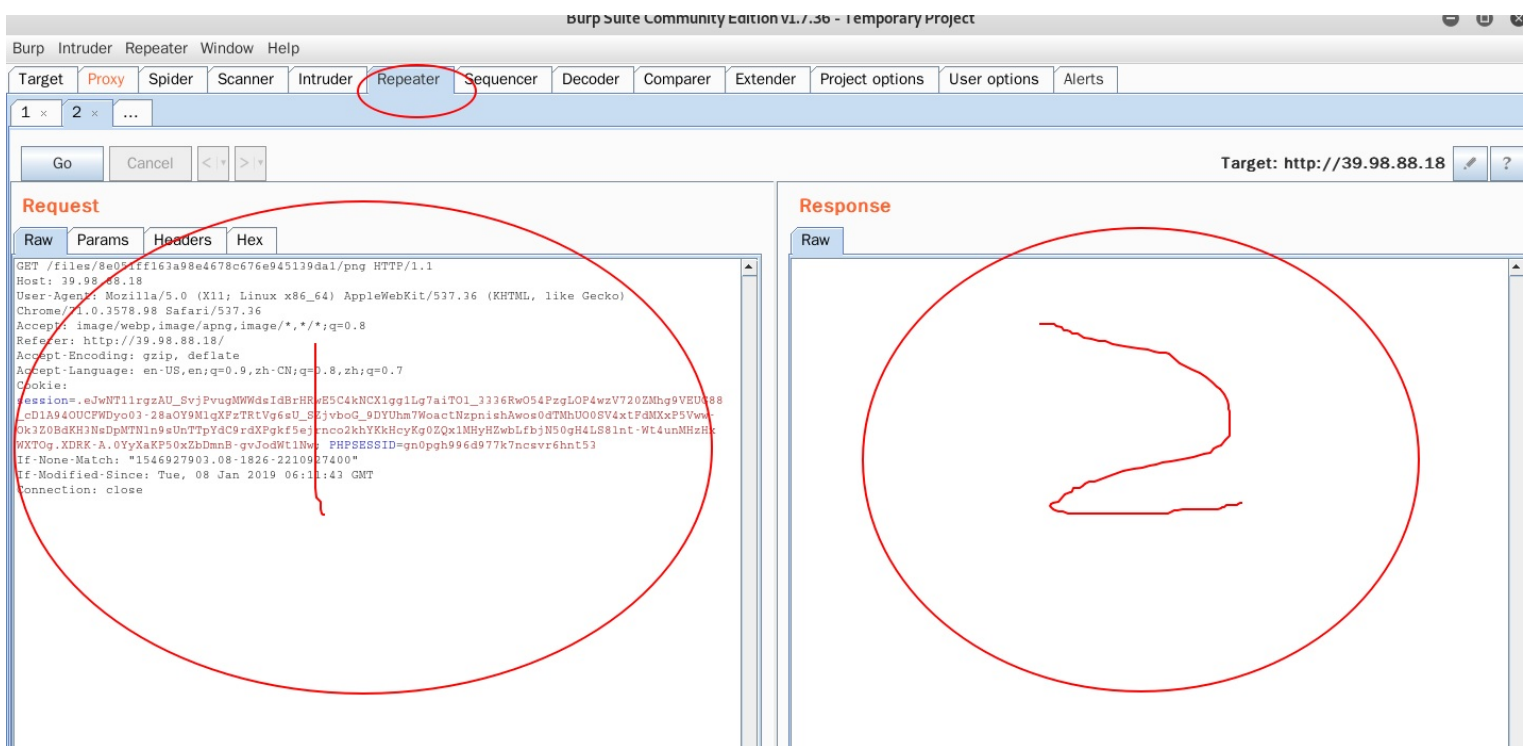 Burp Suite Community Edition v1.7.36 - Temporary Project
Burp Intruder Repeater Window Help
Target Proxy Spider Scanner Intruder Repeater Sequencer Decoder Comparer Extender Project options User options Alerts
1 × 2 × ...
Go Cancel < > Target: http://39.98.88.18 ?
Request
Raw Params Headers Hex
GET /files/8e051ff163a98e4678c676e945139da1/png HTTP/1.1
Host: 39.98.88.18
User-Agent: Mozilla/5.0 (X11; Linux x86_64) AppleWebKit/537.36 (KHTML, like Gecko)
Chrome/71.0.3578.98 Safari/537.36
Accept: image/webp,image/apng,image/*,*/*;q=0.8
Referer: http://39.98.88.18/
Accept-Encoding: gzip, deflate
Accept-Language: en-US,en;q=0.9,zh-CN;q=0.8,zh;q=0.7
Cookie:
PHPSESSID=gn0pgh996d977k7ncsvr6hnt53
If-None-Match: "1546927903.08-1826-2210927400"
If-Modified-Since: Tue, 08 Jan 2019 06:11:43 GMT
Connection: close
1
Response
Raw
2